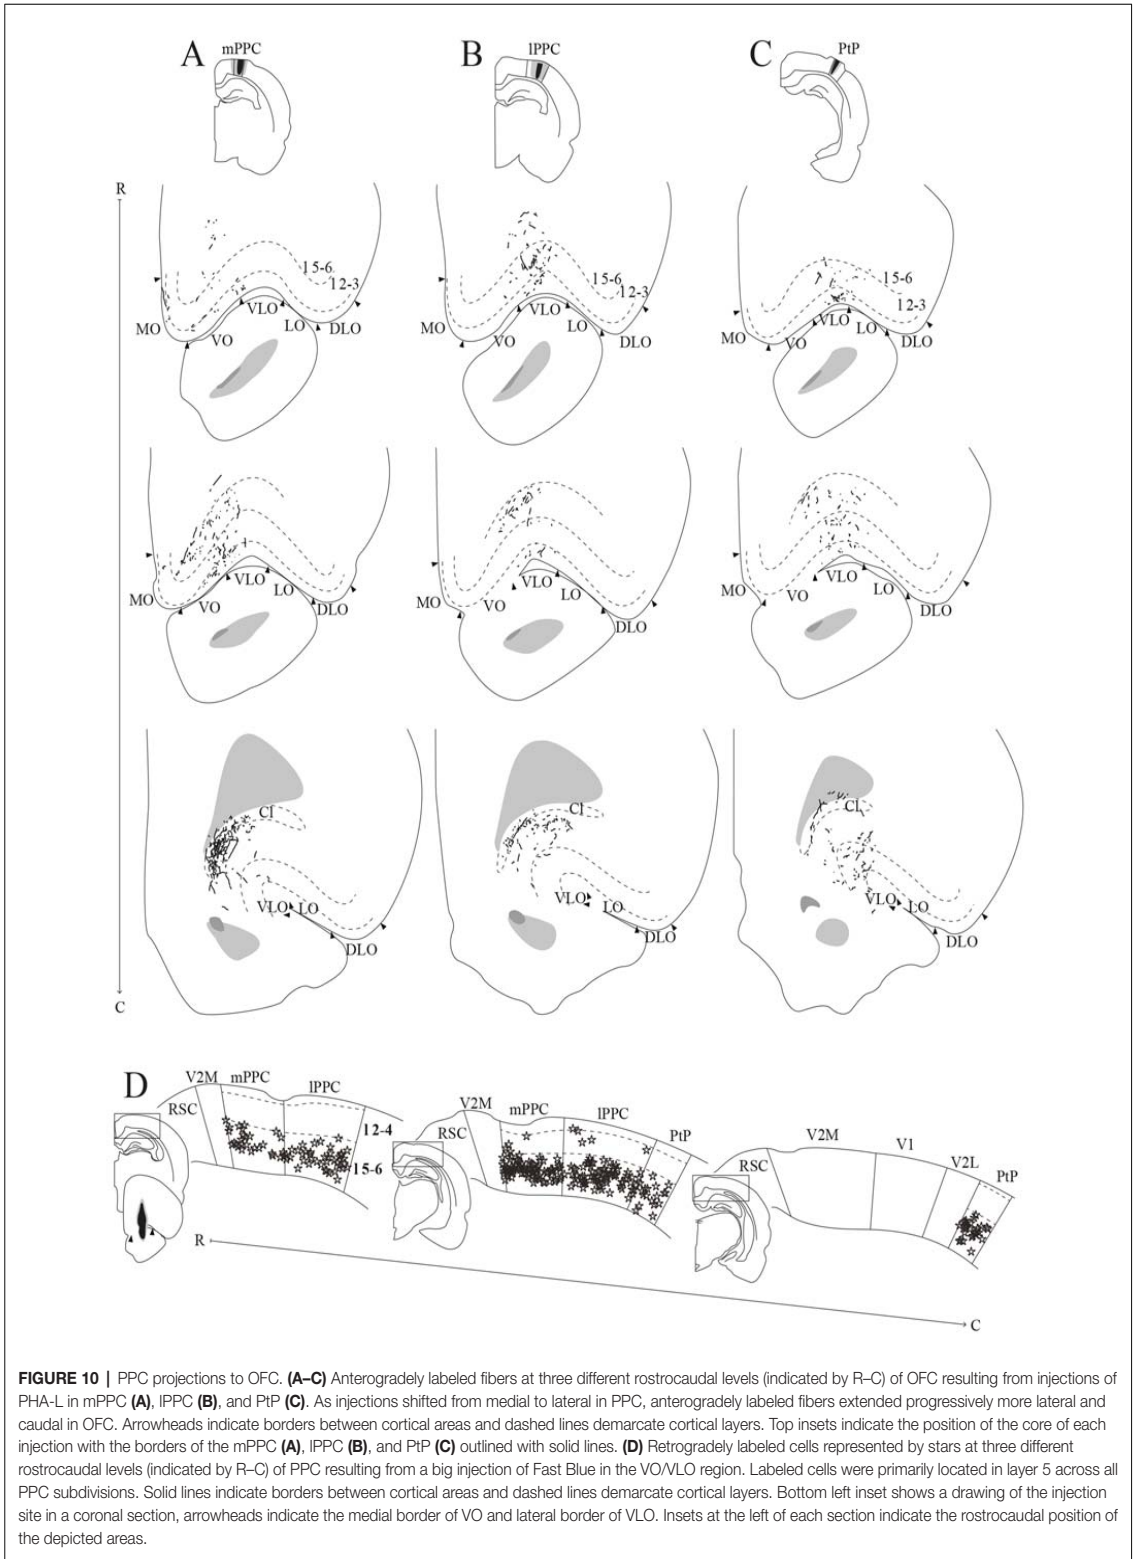 A
mPPC
B
lPPC
C
PtP
R
l 5-6
l 2-3
MO
VO
VLO
LO
DLO
l 5-6
l 2-3
MO
VO
VLO
LO
DLO
l 5-6
l 2-3
MO
VO
VLO
LO
DLO
MO
VO
VLO
LO
DLO
MO
VO
VLO
LO
DLO
MO
VO
VLO
LO
DLO
Cl
VLO
LO
DLO
Cl
VLO
LO
DLO
Cl
VLO
LO
DLO
C
D
RSC
V2M
mPPC
lPPC
l 2-4
l 5-6
RSC
V2M
mPPC
lPPC
PtP
RSC
V2M
V1
V2L
PtP
R
C
FIGURE 10 | PPC projections to OFC. (A–C) Anterogradely labeled fibers at three different rostrocaudal levels (indicated by R–C) of OFC resulting from injections of
PHA-L in mPPC (A), lPPC (B), and PtP (C). As injections shifted from medial to lateral in PPC, anterogradely labeled fibers extended progressively more lateral and
caudal in OFC. Arrowheads indicate borders between cortical areas and dashed lines demarcate cortical layers. Top insets indicate the position of the core of each
injection with the borders of the mPPC (A), lPPC (B), and PtP (C) outlined with solid lines. (D) Retrogradely labeled cells represented by stars at three different
rostrocaudal levels (indicated by R–C) of PPC resulting from a big injection of Fast Blue in the VO/VLO region. Labeled cells were primarily located in layer 5 across all
PPC subdivisions. Solid lines indicate borders between cortical areas and dashed lines demarcate cortical layers. Bottom left inset shows a drawing of the injection
site in a coronal section, arrowheads indicate the medial border of VO and lateral border of VLO. Insets at the left of each section indicate the rostrocaudal position of
the depicted areas.